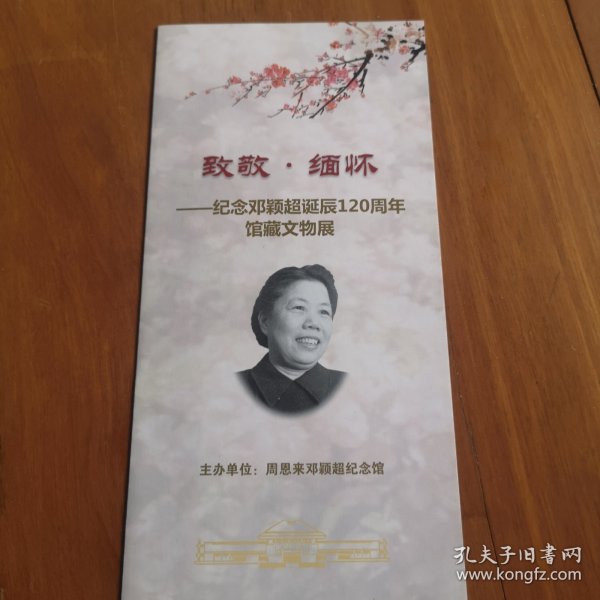 致敬·缅怀
——纪念邓颖超诞辰120周年
馆藏文物展
主办单位：周恩来邓颖超纪念馆
孔夫子旧书网
www.kongfz.com